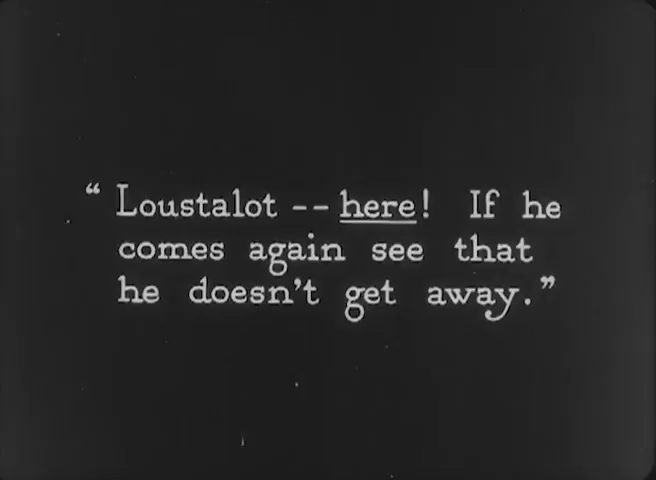 “Loustalot -- here! If he
comes again see that
he doesn't get away.”